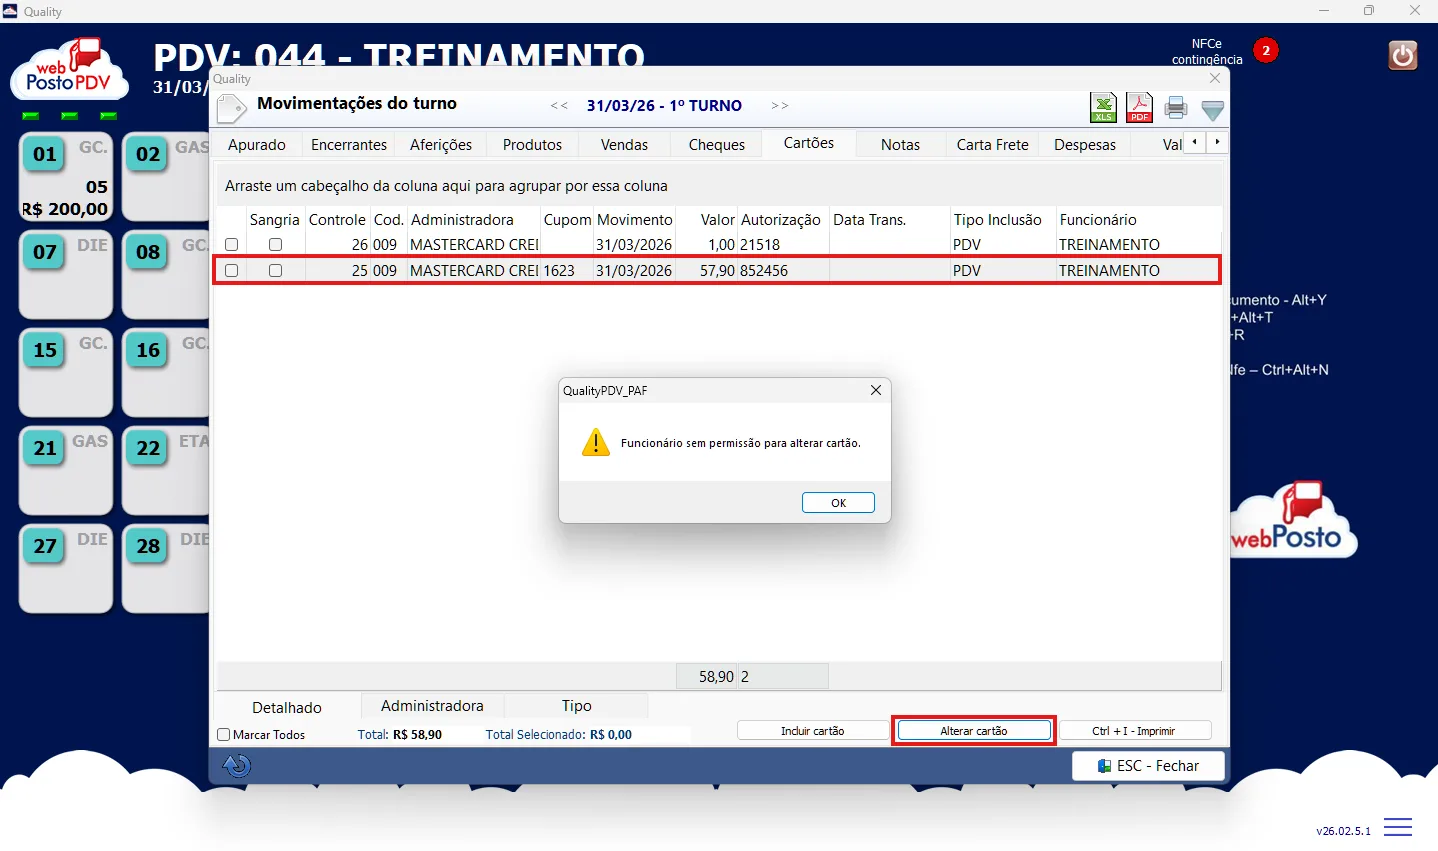 Quality
web
PostoPDV
PDV: 044 - TREINAMENTO
31/03/
NFCe
contingência
2
Quality
Movimentações do turno
<<
31/03/26 - 1º TURNO
>>
XLS
PDF
Apurado
Encerrantes
Aferições
Produtos
Vendas
Cheques
Cartões
Notas
Carta Frete
Despesas
Val
Arraste um cabeçalho da coluna aqui para agrupar por essa coluna
Sangria Controle Cod. Administradora Cupom Movimento Valor Autorização Data Trans. Tipo Inclusão Funcionário
26 009 MASTERCARD CREI 31/03/2026 1,00 21518 PDV TREINAMENTO
25 009 MASTERCARD CREI 1623 31/03/2026 57,90 852456 PDV TREINAMENTO
01 GC.
05
R$ 200,00
02 GAS
07 DIE
08 GC.
15 GC.
16 GC.
21 GAS
22 ETA
27 DIE
28 DIE
cumento - Alt+Y
+Alt+T
+R
Nfe – Ctrl+Alt+N
QualityPDV_PAF
Funcionário sem permissão para alterar cartão.
OK
webPosto
58,90 2
Detalhado
Administradora
Tipo
Marcar Todos
Total: R$ 58,90
Total Selecionado: R$ 0,00
Incluir cartão
Alterar cartão
Ctrl + I - Imprimir
ESC - Fechar
v26.02.5.1